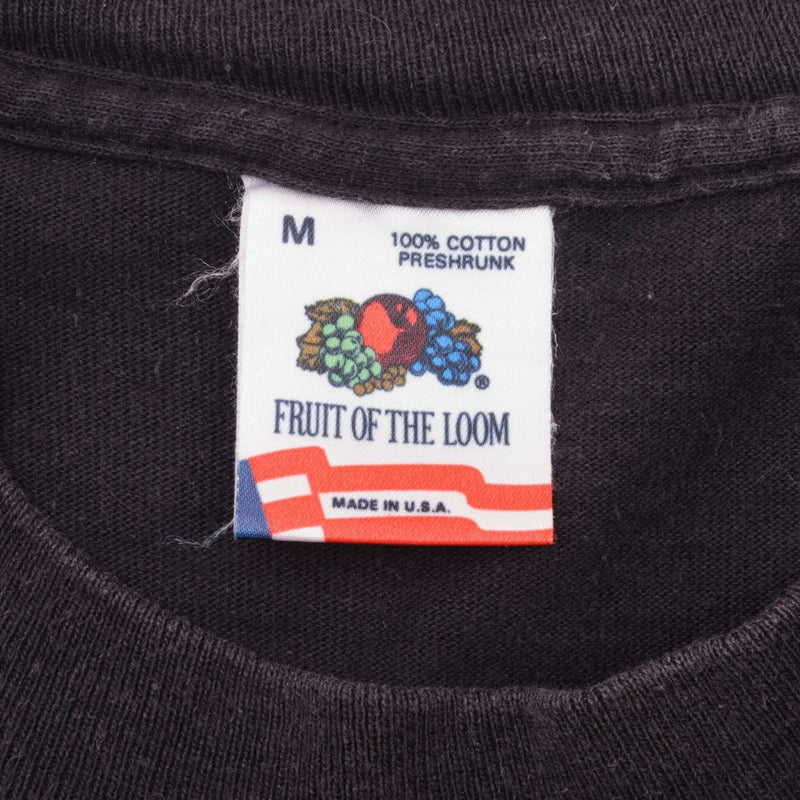 M
100% COTTON
PRESHRUNK
®
FRUIT OF THE LOOM
MADE IN U.S.A.